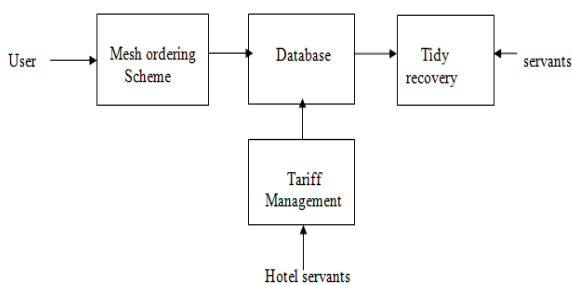 User
Mesh ordering
Scheme
Database
Tidy
recovery
servants
Tariff
Management
Hotel servants